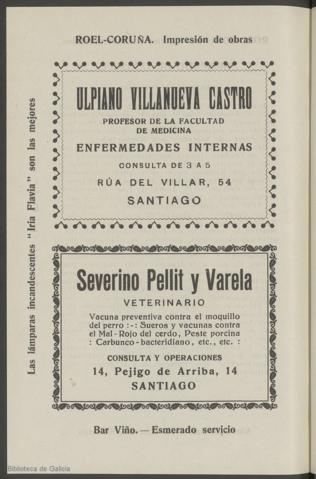 ROEL-CORUÑA. Impresión de obras
Las lámparas incandescentes "Iria Flavia" son las mejores
ULPIANO VILLANUEVA CASTRO
PROFESOR DE LA FACULTAD
DE MEDICINA
ENFERMEDADES INTERNAS
CONSULTA DE 3 A 5
RÚA DEL VILLAR, 54
SANTIAGO
Severino Pellit y Varela
VETERINARIO
Vacuna preventiva contra el moquillo
del perro :-: Sueros y vacunas contra
el Mal-Rojo del cerdo, Peste porcina
: Carbunco-bacteridiano, etc., etc. :
CONSULTA Y OPERACIONES
14, Pejigo de Arriba, 14
SANTIAGO
Bar Viño. — Esmerado servicio
Biblioteca de Galicia